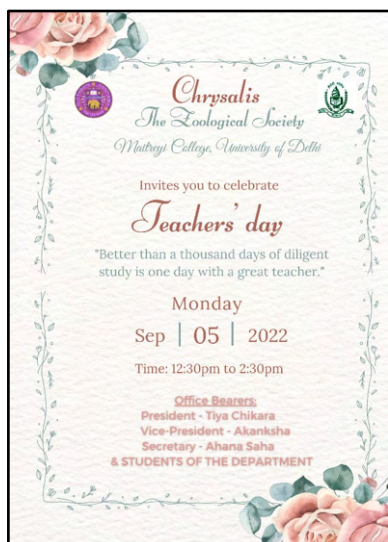 Chrysalis
The Zoological Society
Maitreyi College, University of Delhi
Invites you to celebrate
Teachers' day
"Better than a thousand days of diligent
study is one day with a great teacher."
Monday
Sep | 05 | 2022
Time: 12:30pm to 2:30pm
Office Bearers:
President - Tiya Chikara
Vice-President - Akanksha
Secretary - Ahana Saha
& STUDENTS OF THE DEPARTMENT